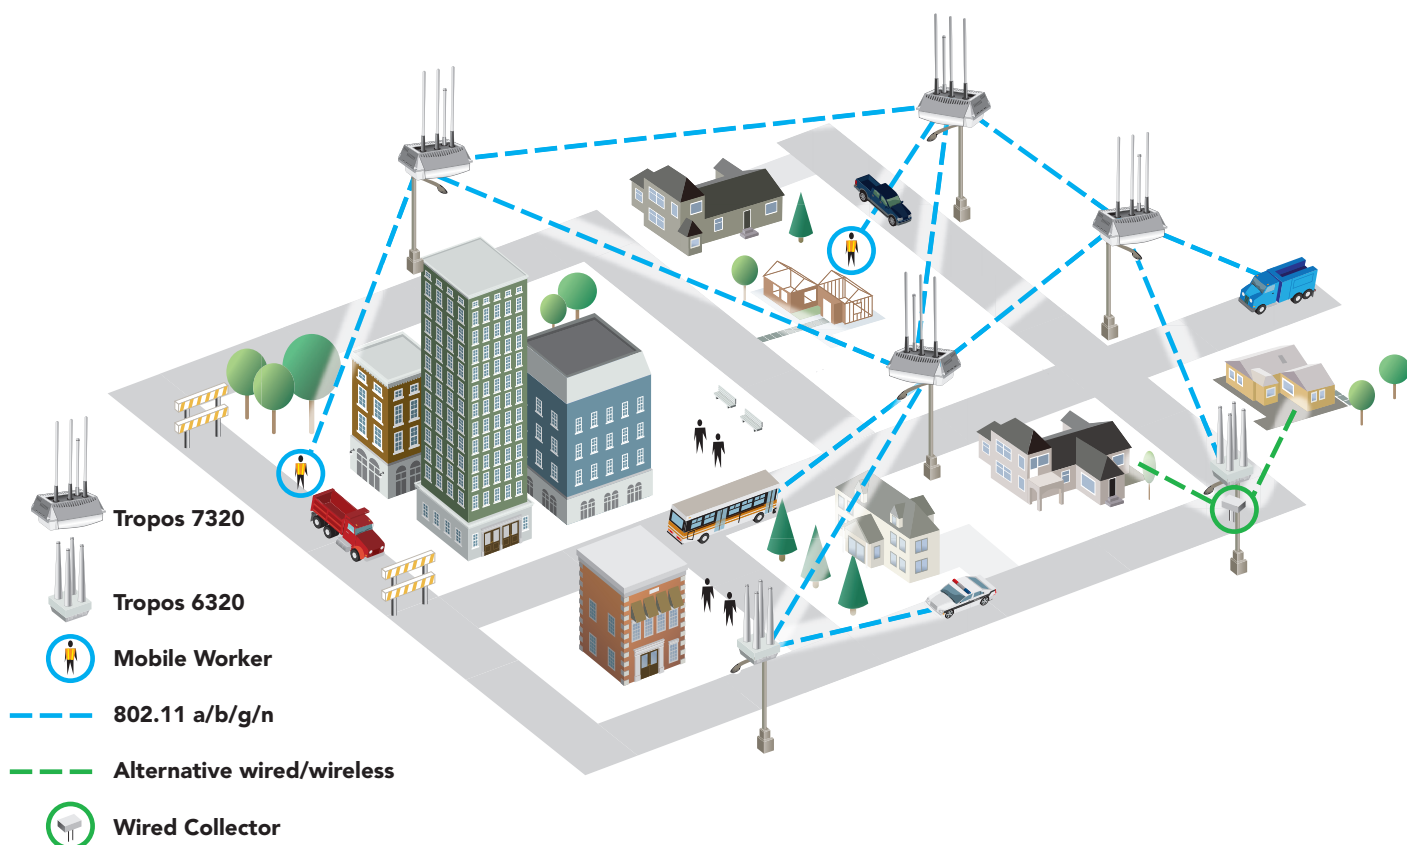 Tropos 7320
Tropos 6320
Mobile Worker
802.11 a/b/g/n
Alternative wired/wireless
Wired Collector